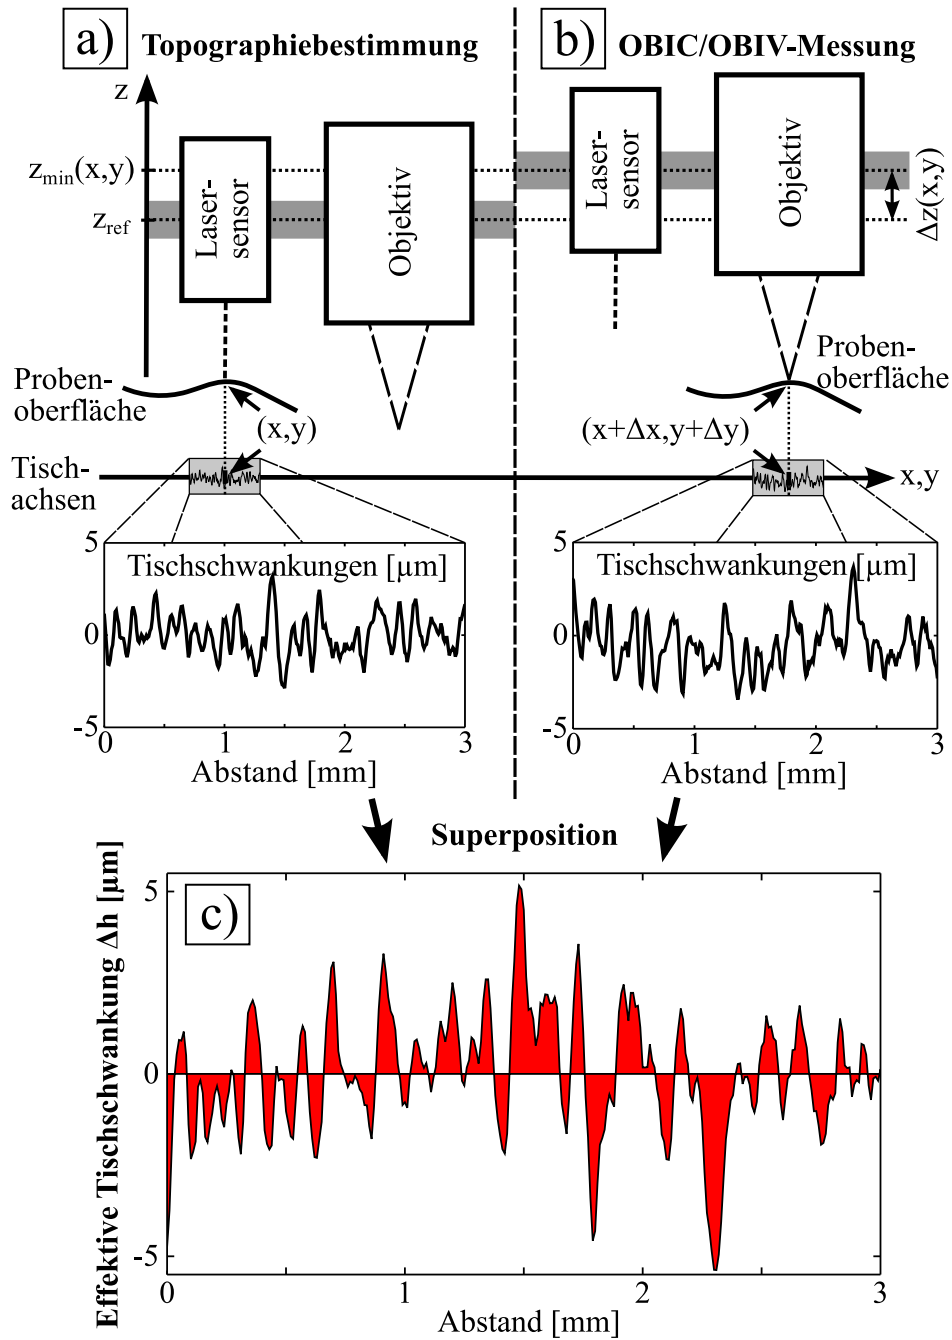 a)
Topographiebestimmung
z
z_min(x,y)
z_ref
Laser-
sensor
Objektiv
Proben-
oberfläche
(x,y)
Tisch-
achsen
5
Tischschwankungen [µm]
0
-5
0
1
2
3
Abstand [mm]
b)
OBIC/OBIV-Messung
Laser-
sensor
Objektiv
Δz(x,y)
Proben-
oberfläche
(x+Δx,y+Δy)
x,y
5
Tischschwankungen [µm]
0
-5
0
1
2
3
Abstand [mm]
Superposition
c)
Effektive Tischschwankung Δh [µm]
5
0
-5
0
1
2
3
Abstand [mm]